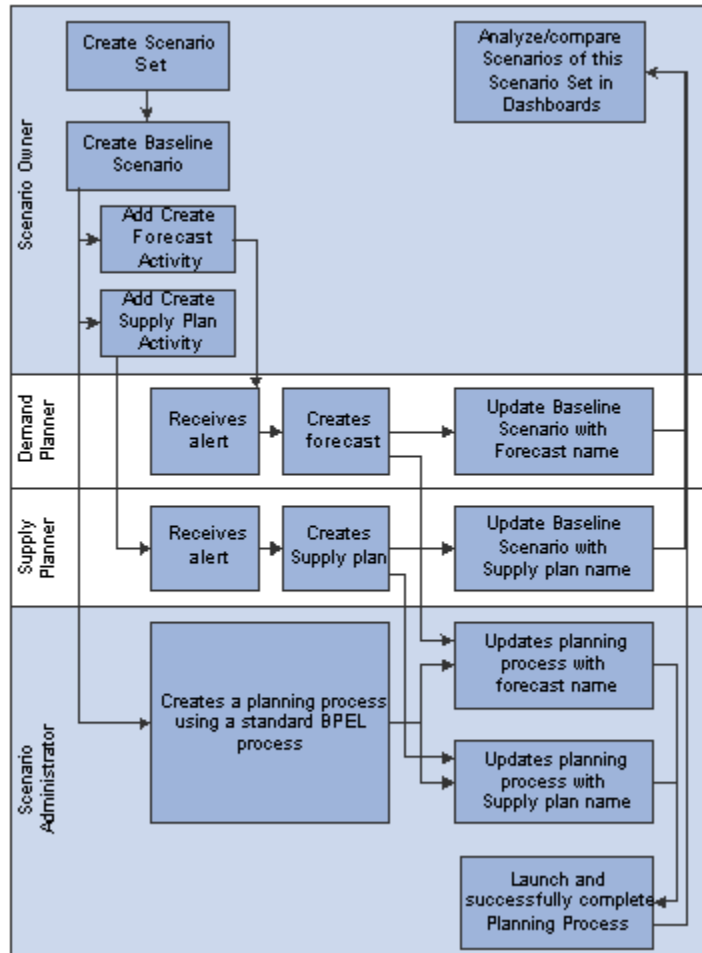 Scenario Owner
Create Scenario
Set
Analyze/compare
Scenarios of this
Scenario Set in
Dashboards
Create Baseline
Scenario
Add Create
Forecast
Activity
Add Create
Supply Plan
Activity
Demand
Planner
Receives
alert
Creates
forecast
Update Baseline
Scenario with
Forecast name
Supply
Planner
Receives
alert
Creates
Supply plan
Update Baseline
Scenario with
Supply plan name
Scenario
Administrator
Creates a planning process
using a standard BPEL
process
Updates planning
process with
forecast name
Updates planning
process with
Supply plan name
Launch and
successfully complete
Planning Process